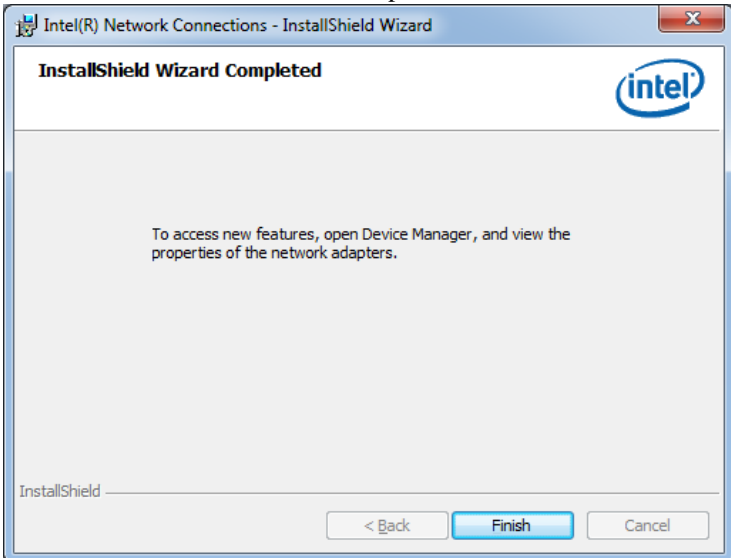 Intel(R) Network Connections - InstallShield Wizard
InstallShield Wizard Completed
intel
To access new features, open Device Manager, and view the
properties of the network adapters.
InstallShield
< Back
Finish
Cancel